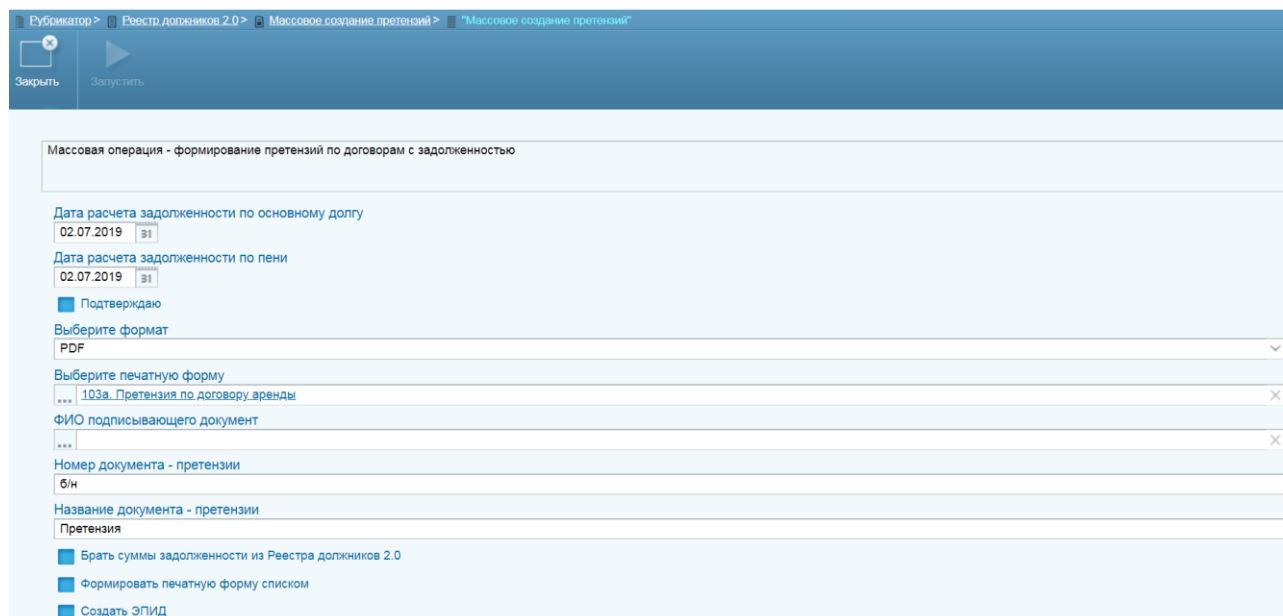 Рубрикатор > Реестр должников 2.0 > Массовое создание претензий > "Массовое создание претензий"
Закрыть Запустить
Массовая операция - формирование претензий по договорам с задолженностью
Дата расчета задолженности по основному долгу
02.07.2019 31
Дата расчета задолженности по пени
02.07.2019 31
Подтверждаю
Выберите формат
PDF
Выберите печатную форму
... 103а. Претензия по договору аренды
ФИО подписывающего документ
...
Номер документа - претензии
б/н
Название документа - претензии
Претензия
Брать суммы задолженности из Реестра должников 2.0
Формировать печатную форму списком
Создать ЭПИД